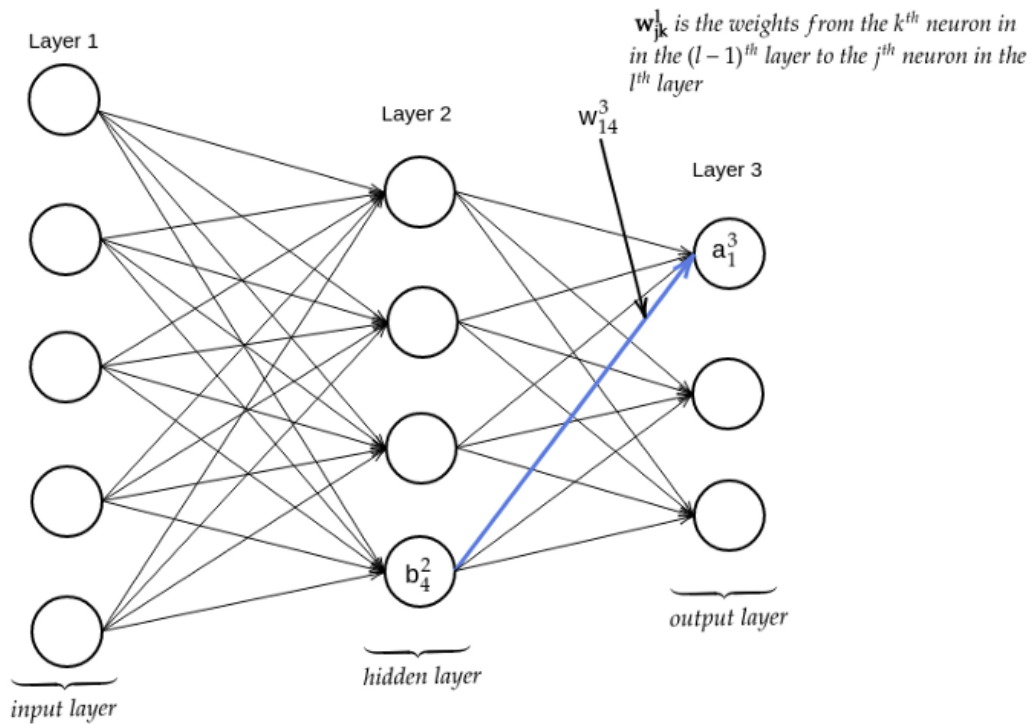 w^l_jk is the weights from the k^th neuron in
in the (l − 1)^th layer to the j^th neuron in the
l^th layer
Layer 1
Layer 2
w^3_14
Layer 3
a^3_1
b^2_4
output layer
hidden layer
input layer